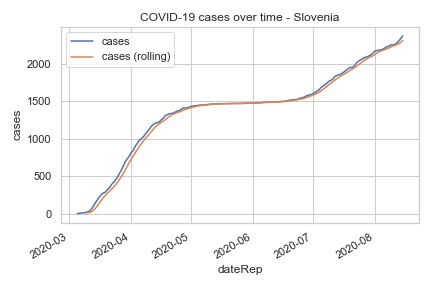 COVID-19 cases over time - Slovenia
cases
cases (rolling)
2000
1500
1000
500
0
cases
2020-03
2020-04
2020-05
2020-06
2020-07
2020-08
dateRep